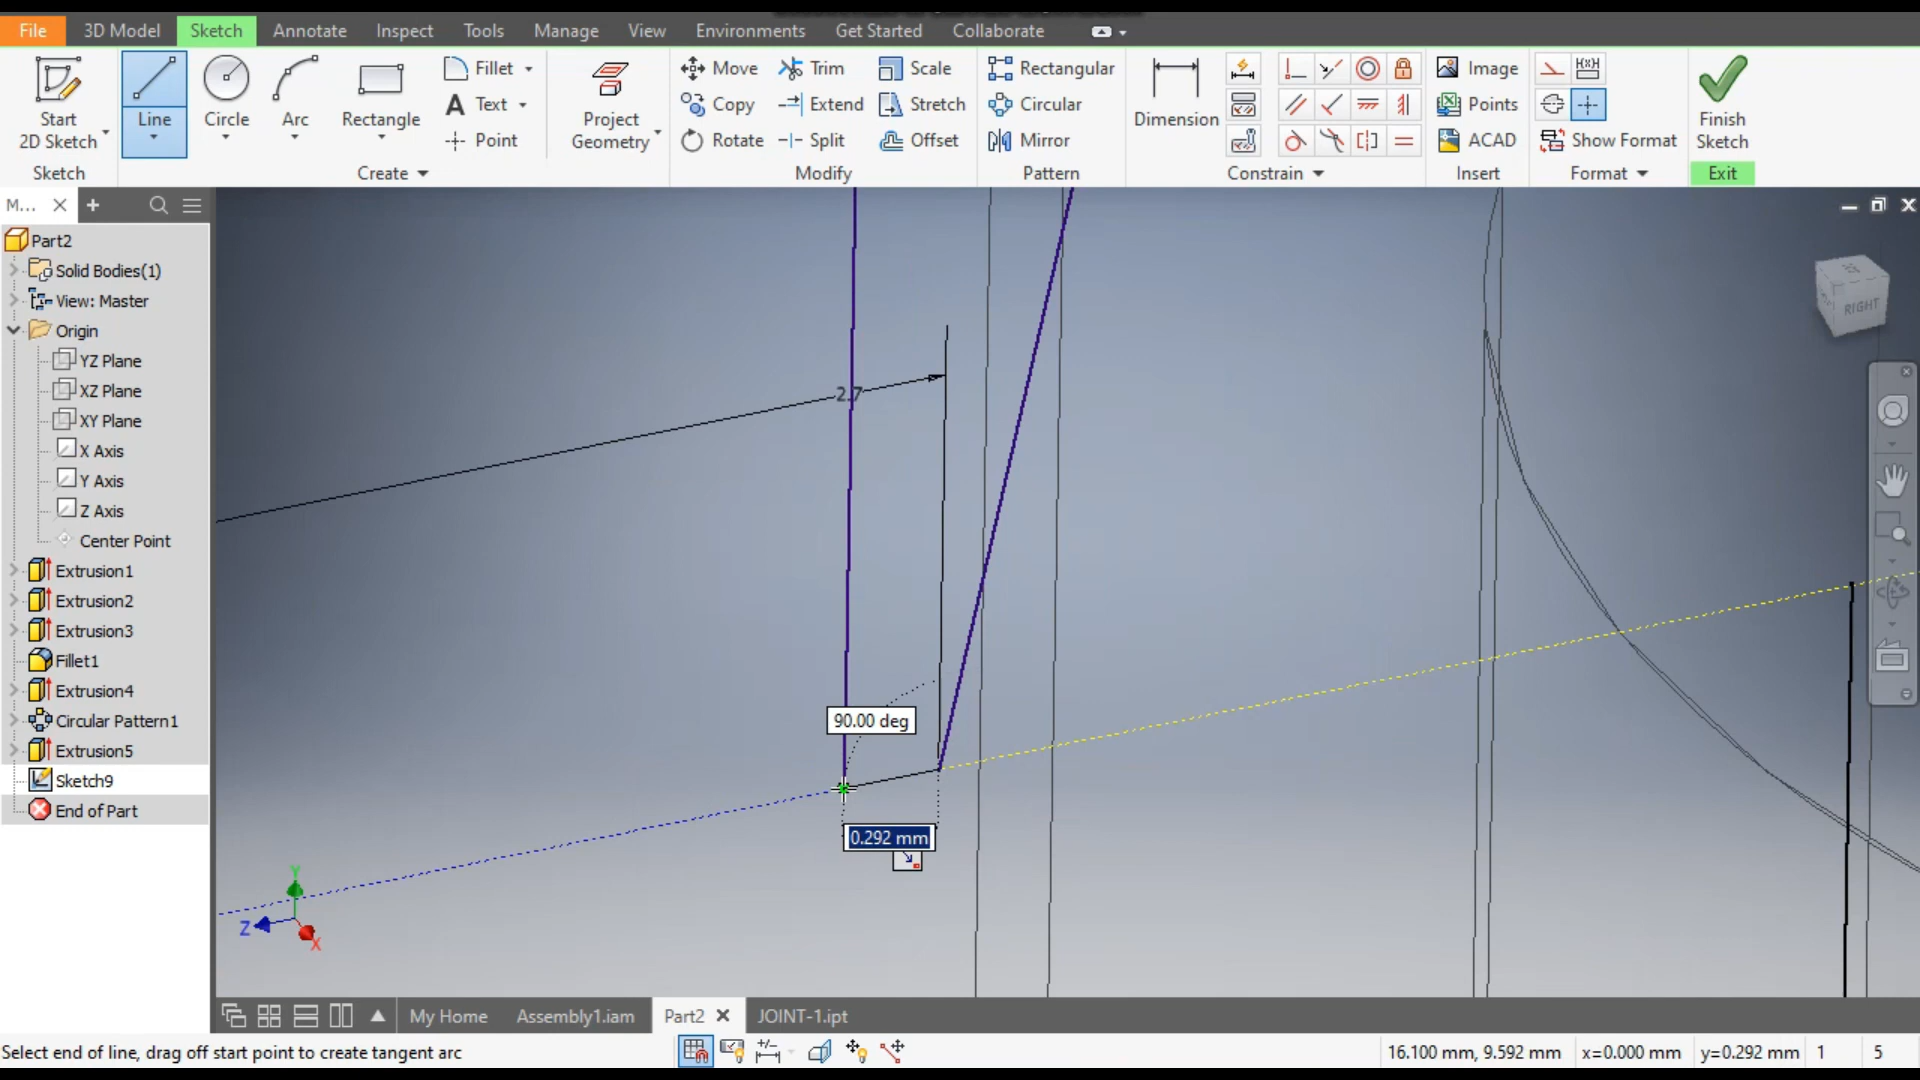 File 3D Model Sketch Annotate Inspect Tools Manage View Environments Get Started Collaborate
Start 2D Sketch
Line
Circle
Arc
Rectangle
Fillet
Text
Point
Project Geometry
Move
Copy
Rotate
Trim
Extend
Split
Scale
Stretch
Offset
Rectangular
Circular
Mirror
Dimension
Image
Points
ACAD
Show Format
Finish Sketch
Sketch Create Modify Pattern Constrain Insert Format Exit
M...
Part2
Solid Bodies(1)
View: Master
Origin
YZ Plane
XZ Plane
XY Plane
X Axis
Y Axis
Z Axis
Center Point
Extrusion1
Extrusion2
Extrusion3
Fillet1
Extrusion4
Circular Pattern1
Extrusion5
Sketch9
End of Part
RIGHT
2.7
90.00 deg
0.292 mm
Y
Z
X
My Home Assembly1.iam Part2 JOINT-1.ipt
Select end of line, drag off start point to create tangent arc
16.100 mm, 9.592 mm x=0.000 mm y=0.292 mm 1 5